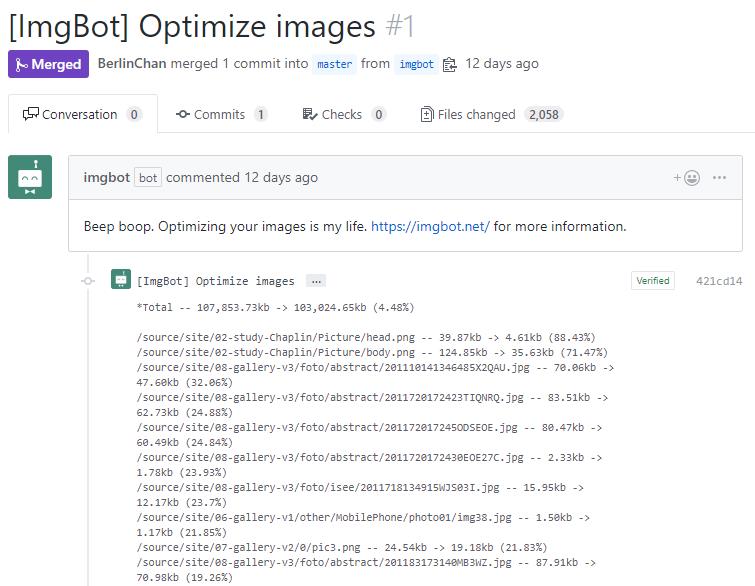 [ImgBot] Optimize images #1
Merged BerlinChan merged 1 commit into master from imgbot 12 days ago
Conversation 0 Commits 1 Checks 0 Files changed 2,058
imgbot bot commented 12 days ago
Beep boop. Optimizing your images is my life. https://imgbot.net/ for more information.
[ImgBot] Optimize images ... Verified 421cd14
*Total -- 107,853.73kb -> 103,024.65kb (4.48%)
/source/site/02-study-Chaplin/Picture/head.png -- 39.87kb -> 4.61kb (88.43%)
/source/site/02-study-Chaplin/Picture/body.png -- 124.85kb -> 35.63kb (71.47%)
/source/site/08-gallery-v3/foto/abstract/201110141346485X2QAU.jpg -- 70.06kb ->
47.60kb (32.06%)
/source/site/08-gallery-v3/foto/abstract/2011720172423TIQNRQ.jpg -- 83.51kb ->
62.73kb (24.88%)
/source/site/08-gallery-v3/foto/abstract/2011720172450DSEOE.jpg -- 80.47kb ->
60.49kb (24.84%)
/source/site/08-gallery-v3/foto/abstract/2011720172430EOE27C.jpg -- 2.33kb ->
1.78kb (23.93%)
/source/site/08-gallery-v3/foto/isee/2011718134915WJS03I.jpg -- 15.95kb ->
12.17kb (23.7%)
/source/site/06-gallery-v1/other/MobilePhone/photo01/img38.jpg -- 1.50kb ->
1.17kb (21.85%)
/source/site/07-gallery-v2/0/pic3.png -- 24.54kb -> 19.18kb (21.83%)
/source/site/08-gallery-v3/foto/abstract/201183173140MB3WZ.jpg -- 87.91kb ->
70.98kb (19.26%)